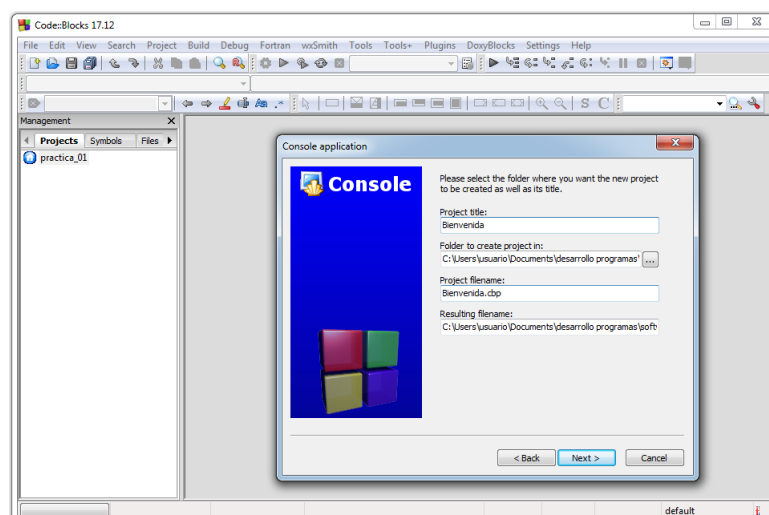 Code::Blocks 17.12
File Edit View Search Project Build Debug Fortran wxSmith Tools Tools+ Plugins DoxyBlocks Settings Help
S C
Management
Projects Symbols Files
practica_01
Console application
Console
Please select the folder where you want the new project
to be created as well as its title.
Project title:
Bienvenida
Folder to create project in:
C:\Users\usuario\Documents\desarrollo programas\
...
Project filename:
Bienvenida.cbp
Resulting filename:
C:\Users\usuario\Documents\desarrollo programas\softw
< Back Next > Cancel
default